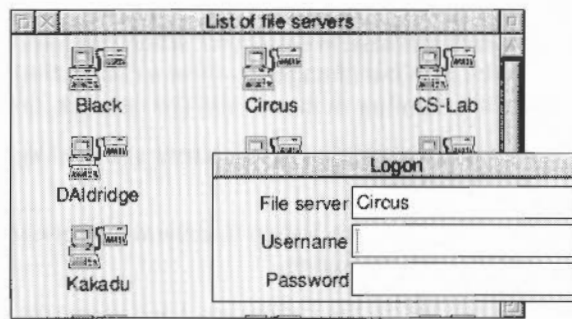 List of file servers
Black
Circus
CS-Lab
DAldridge
Kakadu
Logon
File server Circus
Username
Password